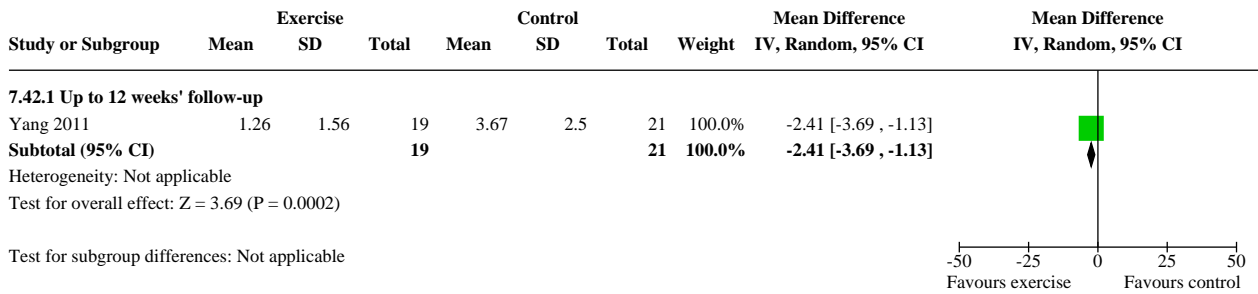 Exercise Control Mean Difference Mean Difference
Study or Subgroup Mean SD Total Mean SD Total Weight IV, Random, 95% CI IV, Random, 95% CI
7.42.1 Up to 12 weeks' follow-up
Yang 2011 1.26 1.56 19 3.67 2.5 21 100.0% -2.41 [-3.69 , -1.13]
Subtotal (95% CI) 19 21 100.0% -2.41 [-3.69 , -1.13]
Heterogeneity: Not applicable
Test for overall effect: Z = 3.69 (P = 0.0002)
Test for subgroup differences: Not applicable
-50 -25 0 25 50
Favours exercise Favours control